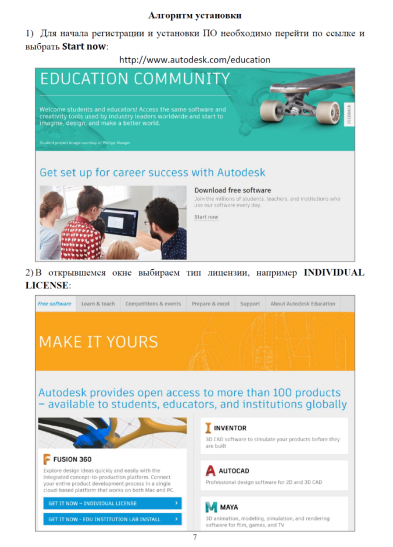 Алгоритм установки
1) Для начала регистрации и установки ПО необходимо перейти по ссылке и
выбрать Start now:
http://www.autodesk.com/education
EDUCATION COMMUNITY
Welcome students and educators! Access the same software and
creativity tools used by industry leaders worldwide and start to
imagine, design, and make a better world.
Student project image courtesy of Philipp Manger
Get set up for career success with Autodesk
Download free software
Join the millions of students, teachers, and institutions who
use our software every day.
Start now
2) В открывшемся окне выбираем тип лицензии, например INDIVIDUAL
LICENSE:
Free software Learn & teach Competitions & events Prepare & excel Support About Autodesk Education
MAKE IT YOURS
Autodesk provides open access to more than 100 products
– available to students, educators, and institutions globally
FUSION 360
Explore design ideas quickly and easily with the
integrated concept-to-production platform. Connect
your entire product development process in a single
cloud-based platform that works on both Mac and PC.
GET IT NOW – INDIVIDUAL LICENSE
GET IT NOW - EDU INSTITUTION LAB INSTALL
INVENTOR
3D CAD software to simulate your products before they
are built
AUTOCAD
Professional design software for 2D and 3D CAD
MAYA
3D animation, modeling, simulation, and rendering
software for film, games, and TV
7